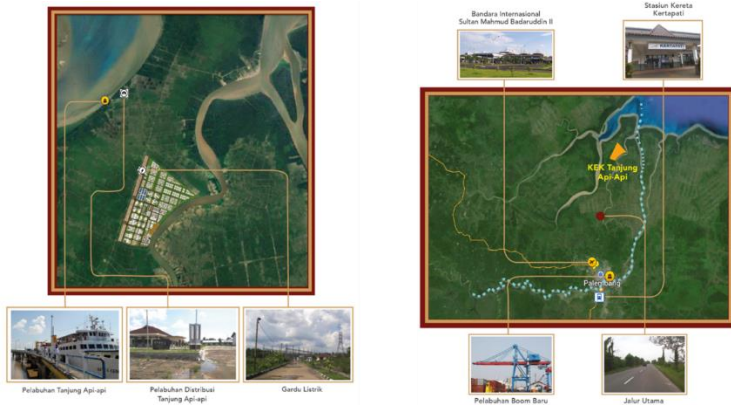 Bandara Internasional
Sultan Mahmud Badaruddin II
Stasiun Kereta
Kertapati
KEK Tanjung
Api-Api
Palembang
Pelabuhan Tanjung Api-api
Pelabuhan Distribusi
Tanjung Api-api
Gardu Listrik
Pelabuhan Boom Baru
Jalur Utama